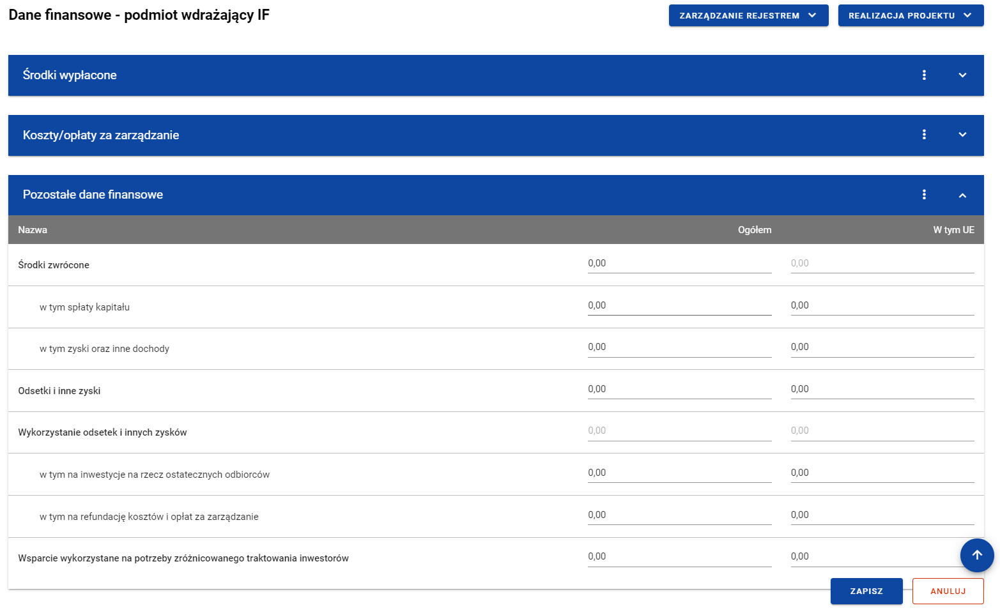 Dane finansowe - podmiot wdrażający IF
ZARZĄDZANIE REJESTREM
REALIZACJA PROJEKTU
Środki wypłacone
Koszty/opłaty za zarządzanie
Pozostałe dane finansowe
Nazwa Ogółem W tym UE
Środki zwrócone 0,00 0,00
w tym spłaty kapitału 0,00 0,00
w tym zyski oraz inne dochody 0,00 0,00
Odsetki i inne zyski 0,00 0,00
Wykorzystanie odsetek i innych zysków 0,00 0,00
w tym na inwestycje na rzecz ostatecznych odbiorców 0,00 0,00
w tym na refundację kosztów i opłat za zarządzanie 0,00 0,00
Wsparcie wykorzystane na potrzeby zróżnicowanego traktowania inwestorów 0,00 0,00
ZAPISZ ANULUJ